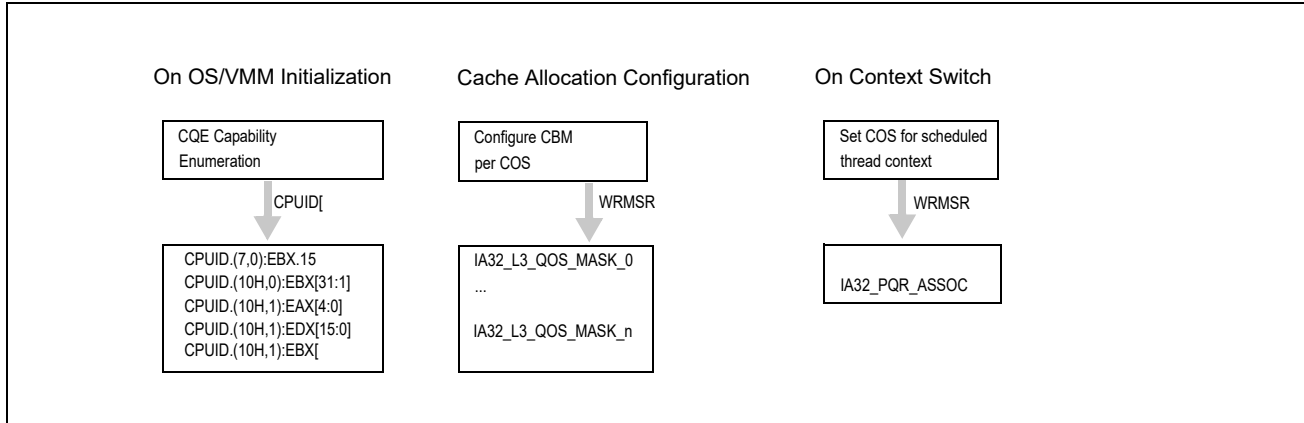 On OS/VMM Initialization
CQE Capability
Enumeration
CPUID[
CPUID.(7,0):EBX.15
CPUID.(10H,0):EBX[31:1]
CPUID.(10H,1):EAX[4:0]
CPUID.(10H,1):EDX[15:0]
CPUID.(10H,1):EBX[
Cache Allocation Configuration
Configure CBM
per COS
WRMSR
IA32_L3_QOS_MASK_0
...
IA32_L3_QOS_MASK_n
On Context Switch
Set COS for scheduled
thread context
WRMSR
IA32_PQR_ASSOC